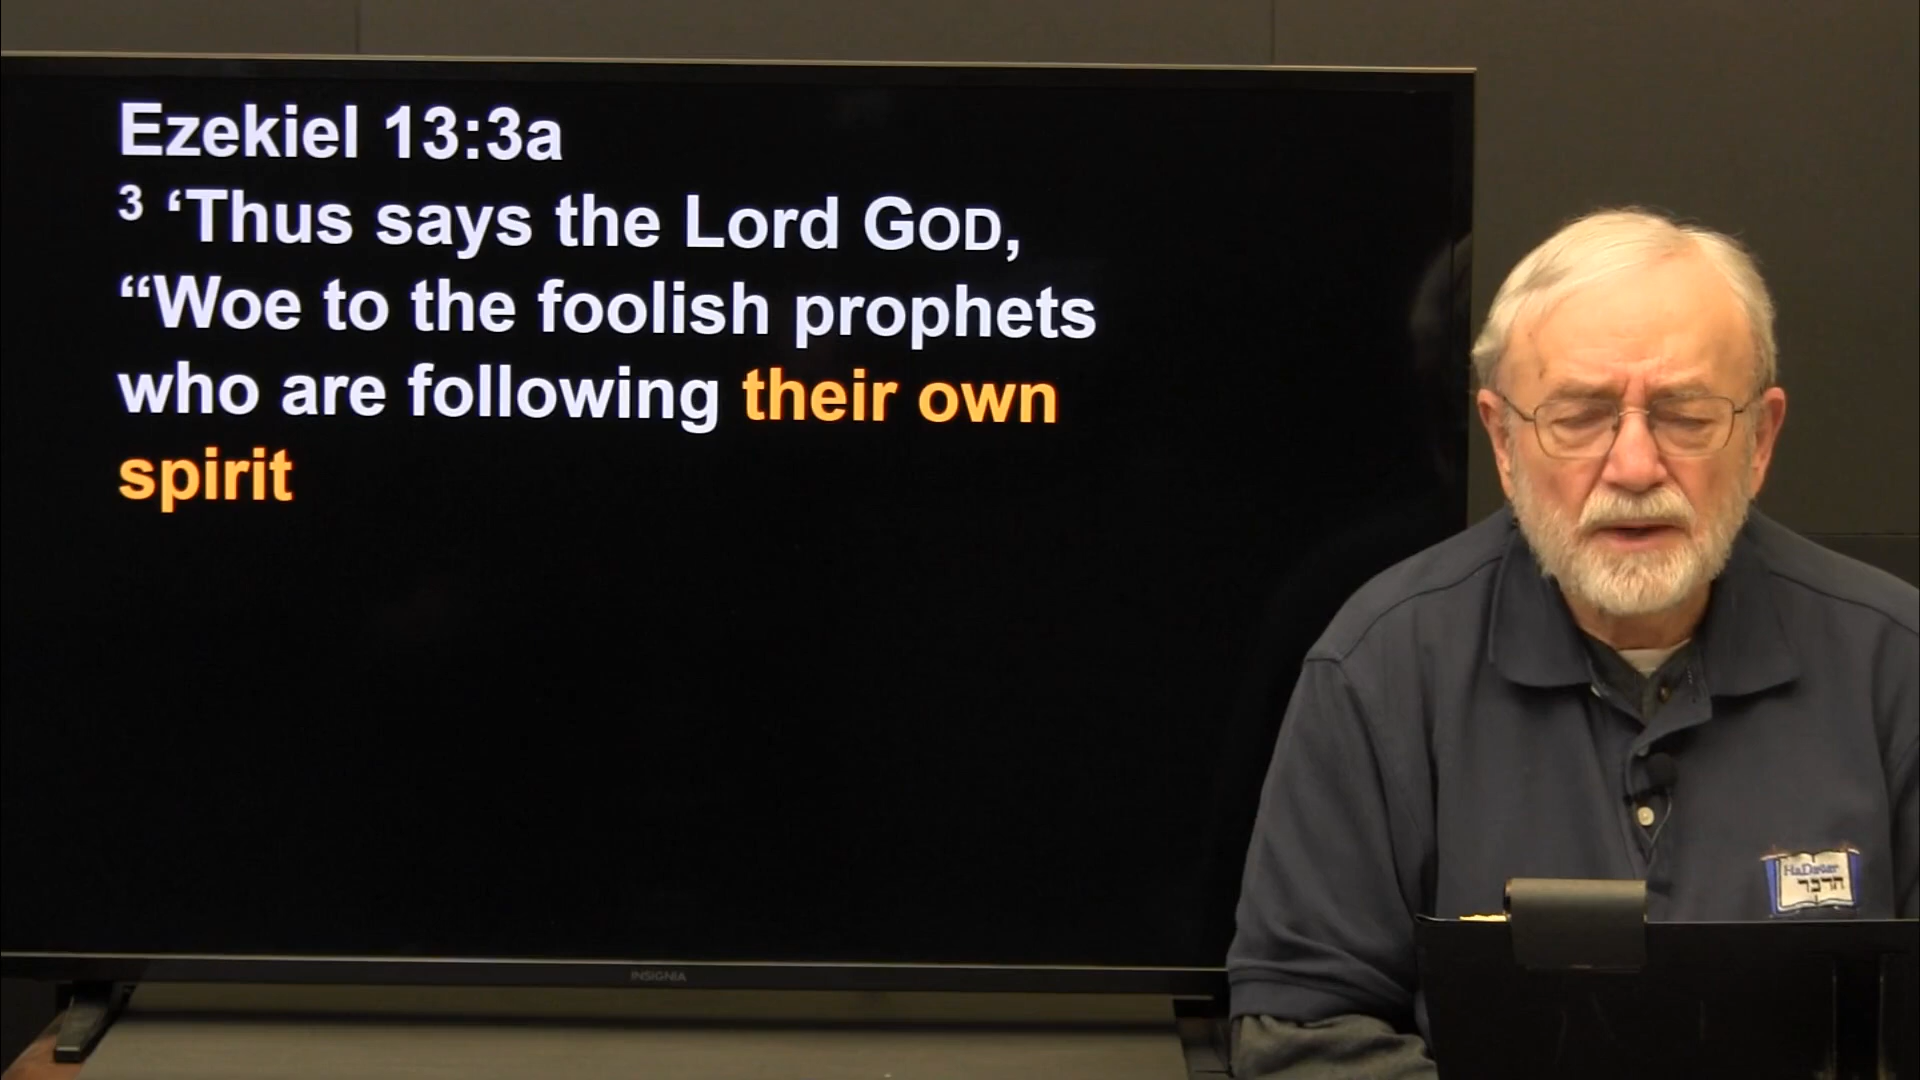 Ezekiel 13:3a
3 ‘Thus says the Lord GOD,
“Woe to the foolish prophets
who are following their own
spirit
INSIGNIA
HaDavar
הדבר